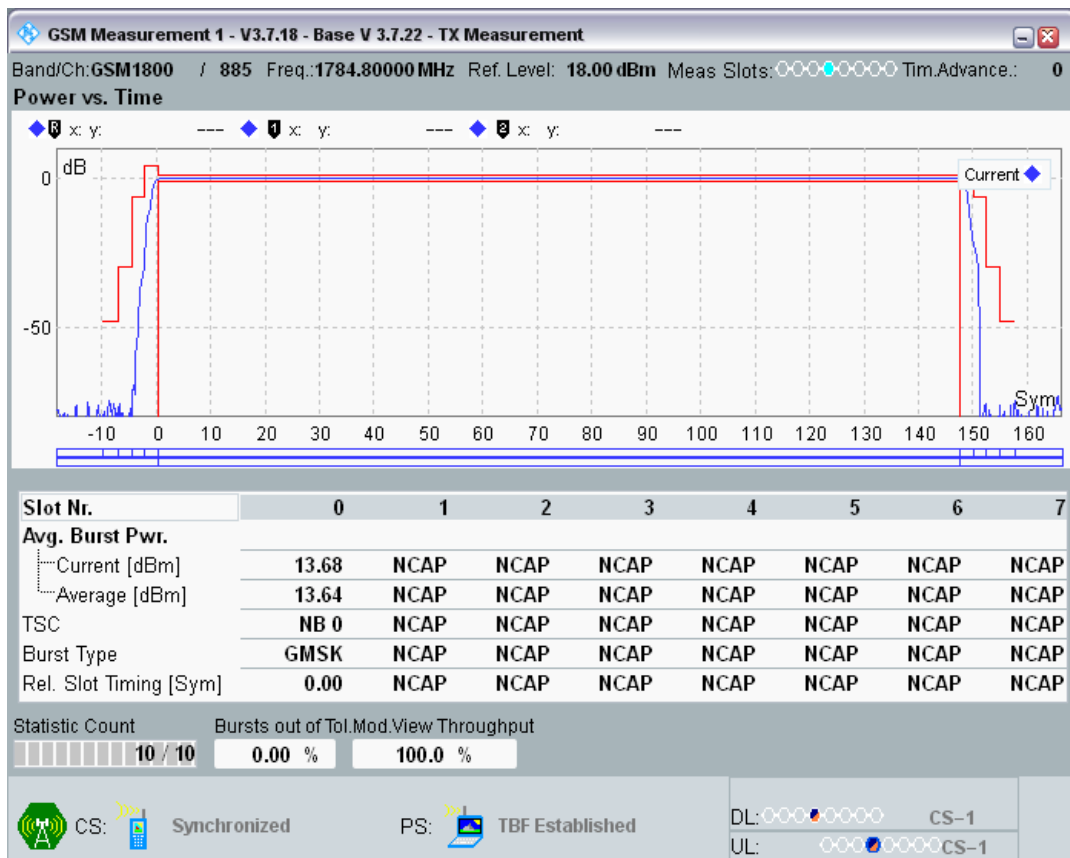 GSM Measurement 1 - V3.7.18 - Base V 3.7.22 - TX Measurement
Band/Ch:GSM1800 / 885 Freq.:1784.80000 MHz Ref. Level: 18.00 dBm Meas Slots: Tim.Advance.: 0
Power vs. Time
R x: y: --- 1 x: y: --- 2 x: y: ---
dB
0
Current
-50
Sym
-10 0 10 20 30 40 50 60 70 80 90 100 110 120 130 140 150 160
Slot Nr. 0 1 2 3 4 5 6 7
Avg. Burst Pwr.
Current [dBm] 13.68 NCAP NCAP NCAP NCAP NCAP NCAP NCAP
Average [dBm] 13.64 NCAP NCAP NCAP NCAP NCAP NCAP NCAP
TSC NB 0 NCAP NCAP NCAP NCAP NCAP NCAP NCAP
Burst Type GMSK NCAP NCAP NCAP NCAP NCAP NCAP NCAP
Rel. Slot Timing [Sym] 0.00 NCAP NCAP NCAP NCAP NCAP NCAP NCAP
Statistic Count Bursts out of Tol.Mod.View Throughput
10 / 10 0.00 % 100.0 %
CS: Synchronized PS: TBF Established
DL: CS-1
UL: CS-1